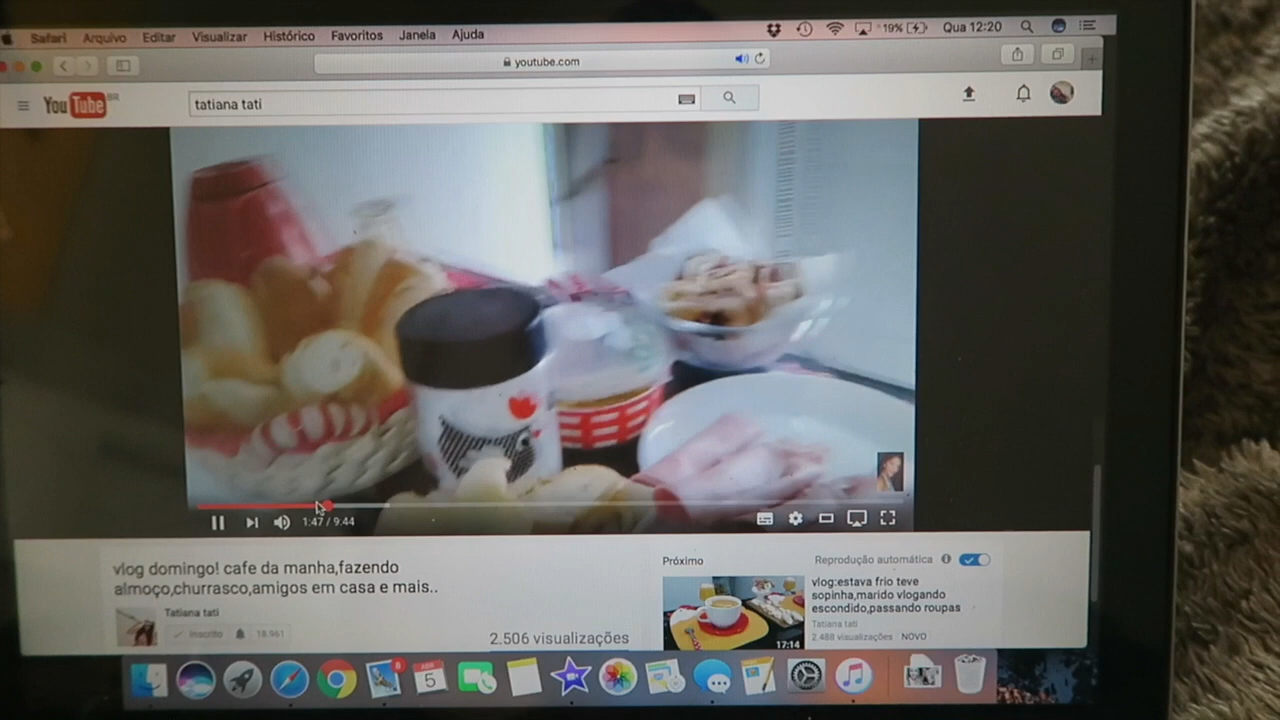 Safari Arquivo Editar Visualizar Histórico Favoritos Janela Ajuda 19% Qua 12:20
youtube.com
YouTube BR
tatiana tati
1:47 / 9:44
vlog domingo! cafe da manha,fazendo
almoço,churrasco,amigos em casa e mais..
Tatiana tati
Inscrito 18.961
2.506 visualizações
Próximo
Reprodução automática
vlog:estava frio teve
sopinha,marido vlogando
escondido,passando roupas
Tatiana tati
2.488 visualizações NOVO
17:14
8
ABR
5